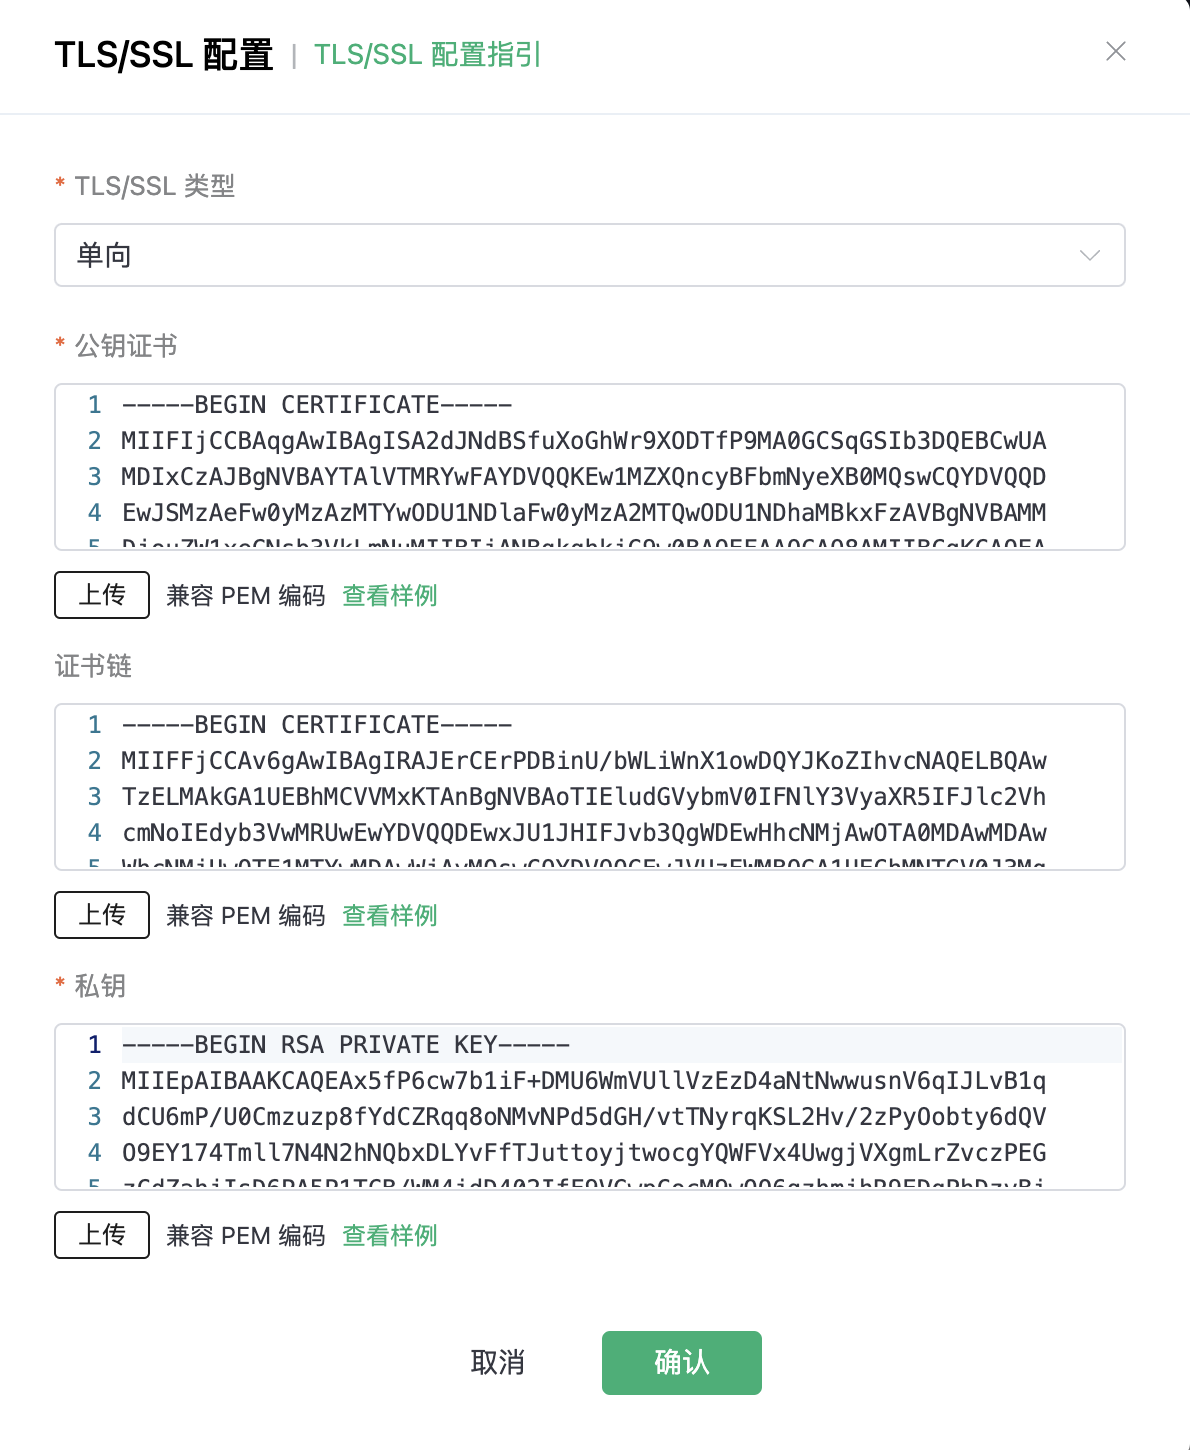 TLS/SSL 配置 | TLS/SSL 配置指引
* TLS/SSL 类型
单向
* 公钥证书
1 -----BEGIN CERTIFICATE-----
2 MIIFIjCCBAqgAwIBAgISA2dJNdBSfuXoGhWr9XODTfP9MA0GCSqGSIb3DQEBCwUA
3 MDIxCzAJBgNVBAYTAlVTMRYwFAYDVQQKEw1MZXQncyBFbmNyeXB0MQswCQYDVQQD
4 EwJSMzAeFw0yMzAzMTYwODU1NDlaFw0yMzA2MTQwODU1NDhaMBkxFzAVBgNVBAMM
5
上传 兼容 PEM 编码 查看样例
证书链
1 -----BEGIN CERTIFICATE-----
2 MIIFFjCCAv6gAwIBAgIRAJErCErPDBinU/bWLiWnX1owDQYJKoZIhvcNAQELBQAw
3 TzELMAkGA1UEBhMCVVMxKTAnBgNVBAoTIEludGVybmV0IFNlY3VyaXR5IFJlc2Vh
4 cmNoIEdyb3VwMRUwEwYDVQQDEwxJU1JHIFJvb3QgWDEwHhcNMjAwOTA0MDAwMDAw
5
上传 兼容 PEM 编码 查看样例
* 私钥
1 -----BEGIN RSA PRIVATE KEY-----
2 MIIEpAIBAAKCAQEAx5fP6cw7b1iF+DMU6WmVUllVzEzD4aNtNwwusnV6qIJLvB1q
3 dCU6mP/U0Cmzuzp8fYdCZRqq8oNMvNPd5dGH/vtTNyrqKSL2Hv/2zPyOobty6dQV
4 O9EY174Tmll7N4N2hNQbxDLYvFfTJuttoyjtwocgYQWFVx4UwgjVXgmLrZvczPEG
5
上传 兼容 PEM 编码 查看样例
取消 确认